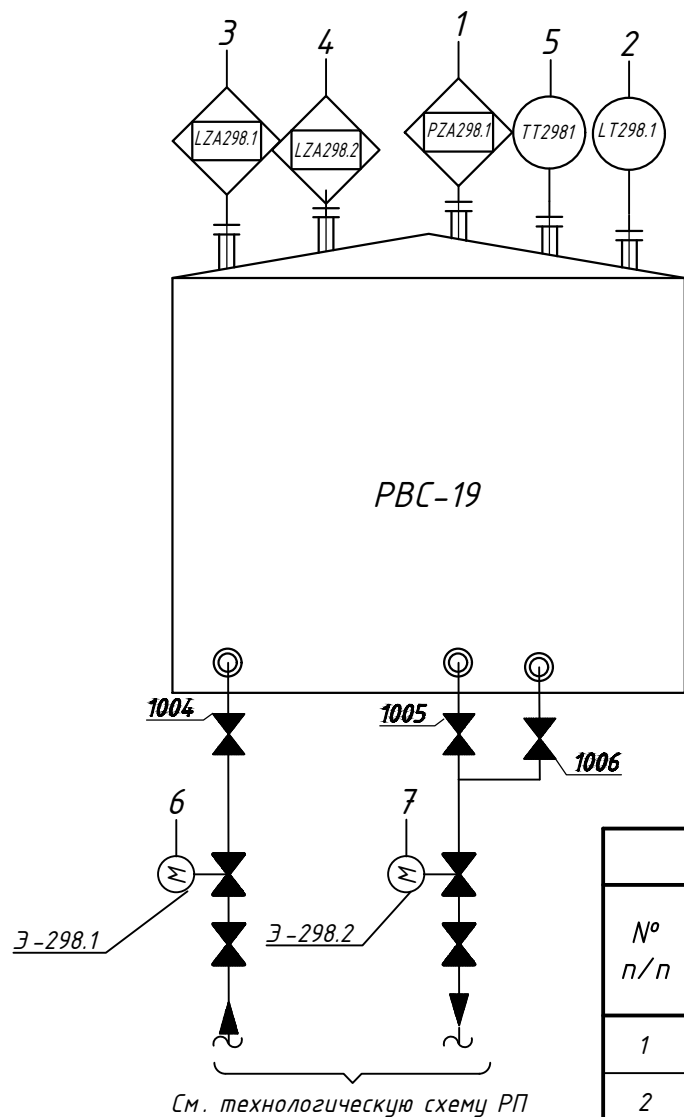 3 4 1 5 2
LZA298.1 LZA298.2 PZA298.1 TT2981 LT298.1
РВС-19
1004 1005 1006
6 7
М М
Э-298.1 Э-298.2
См. технологическую схему РП
№
п/п
1
2